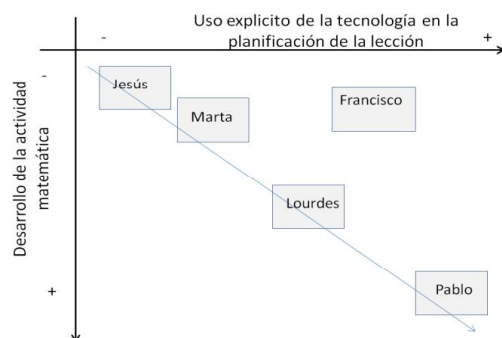 Uso explicito de la tecnología en la
planificación de la lección
-
+
-
Desarrollo de la actividad
matemática
+
Jesús
Marta
Francisco
Lourdes
Pablo